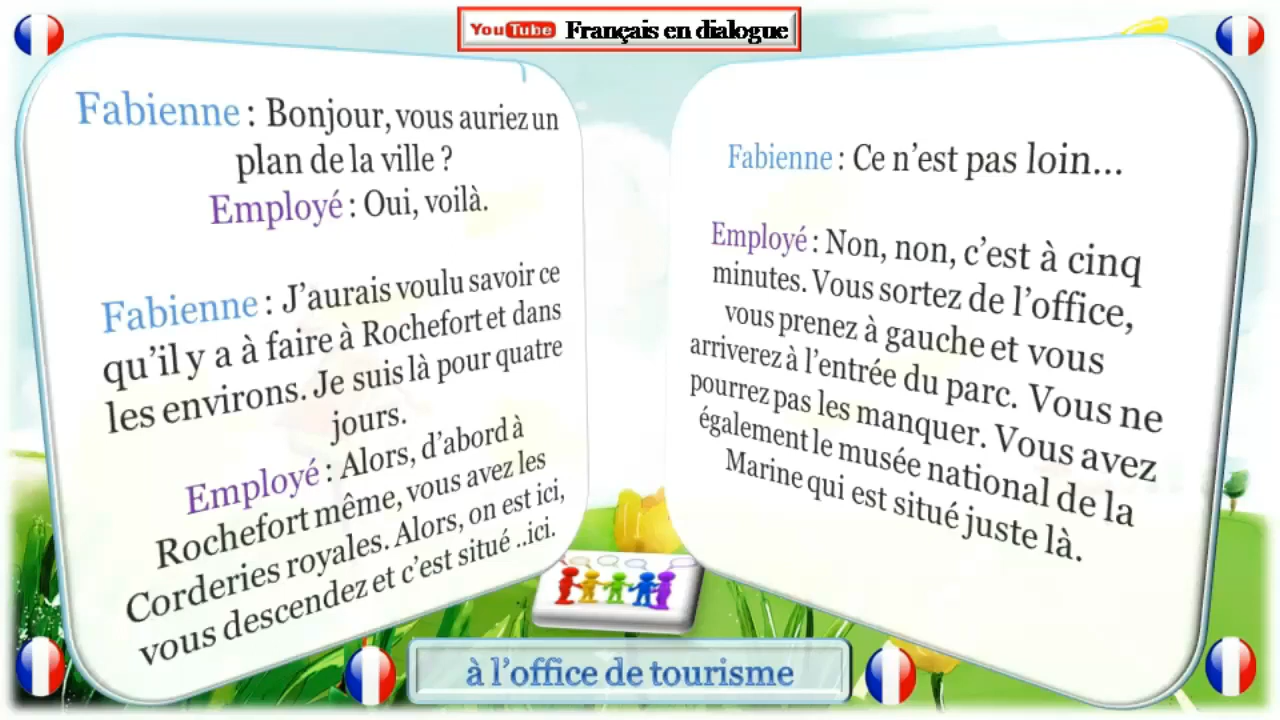 YouTube Français en dialogue
Fabienne : Bonjour, vous auriez un
plan de la ville ?
Employé : Oui, voilà.
Fabienne : J'aurais voulu savoir ce
qu'il y a à faire à Rochefort et dans
les environs. Je suis là pour quatre
jours.
Employé : Alors, d'abord à
Rochefort même, vous avez les
Corderies royales. Alors, on est ici,
vous descendez et c'est situé ..ici.
Fabienne : Ce n'est pas loin...
Employé : Non, non, c'est à cinq
minutes. Vous sortez de l'office,
vous prenez à gauche et vous
arriverez à l'entrée du parc. Vous ne
pourrez pas les manquer. Vous avez
également le musée national de la
Marine qui est situé juste là.
à l'office de tourisme